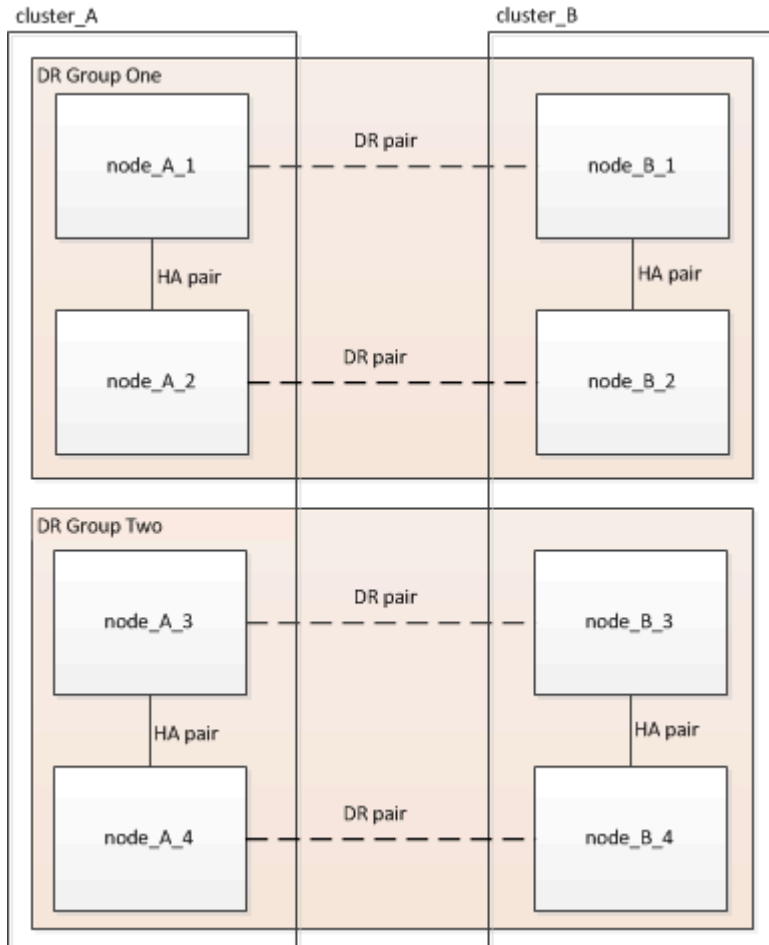 cluster_A
cluster_B
DR Group One
node_A_1
DR pair
node_B_1
HA pair
HA pair
node_A_2
DR pair
node_B_2
DR Group Two
node_A_3
DR pair
node_B_3
HA pair
HA pair
node_A_4
DR pair
node_B_4